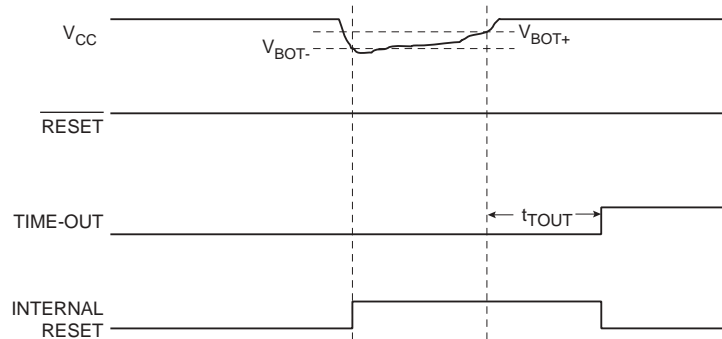 VCC
VBOT-
VBOT+
RESET
TIME-OUT
tTOUT
INTERNAL
RESET